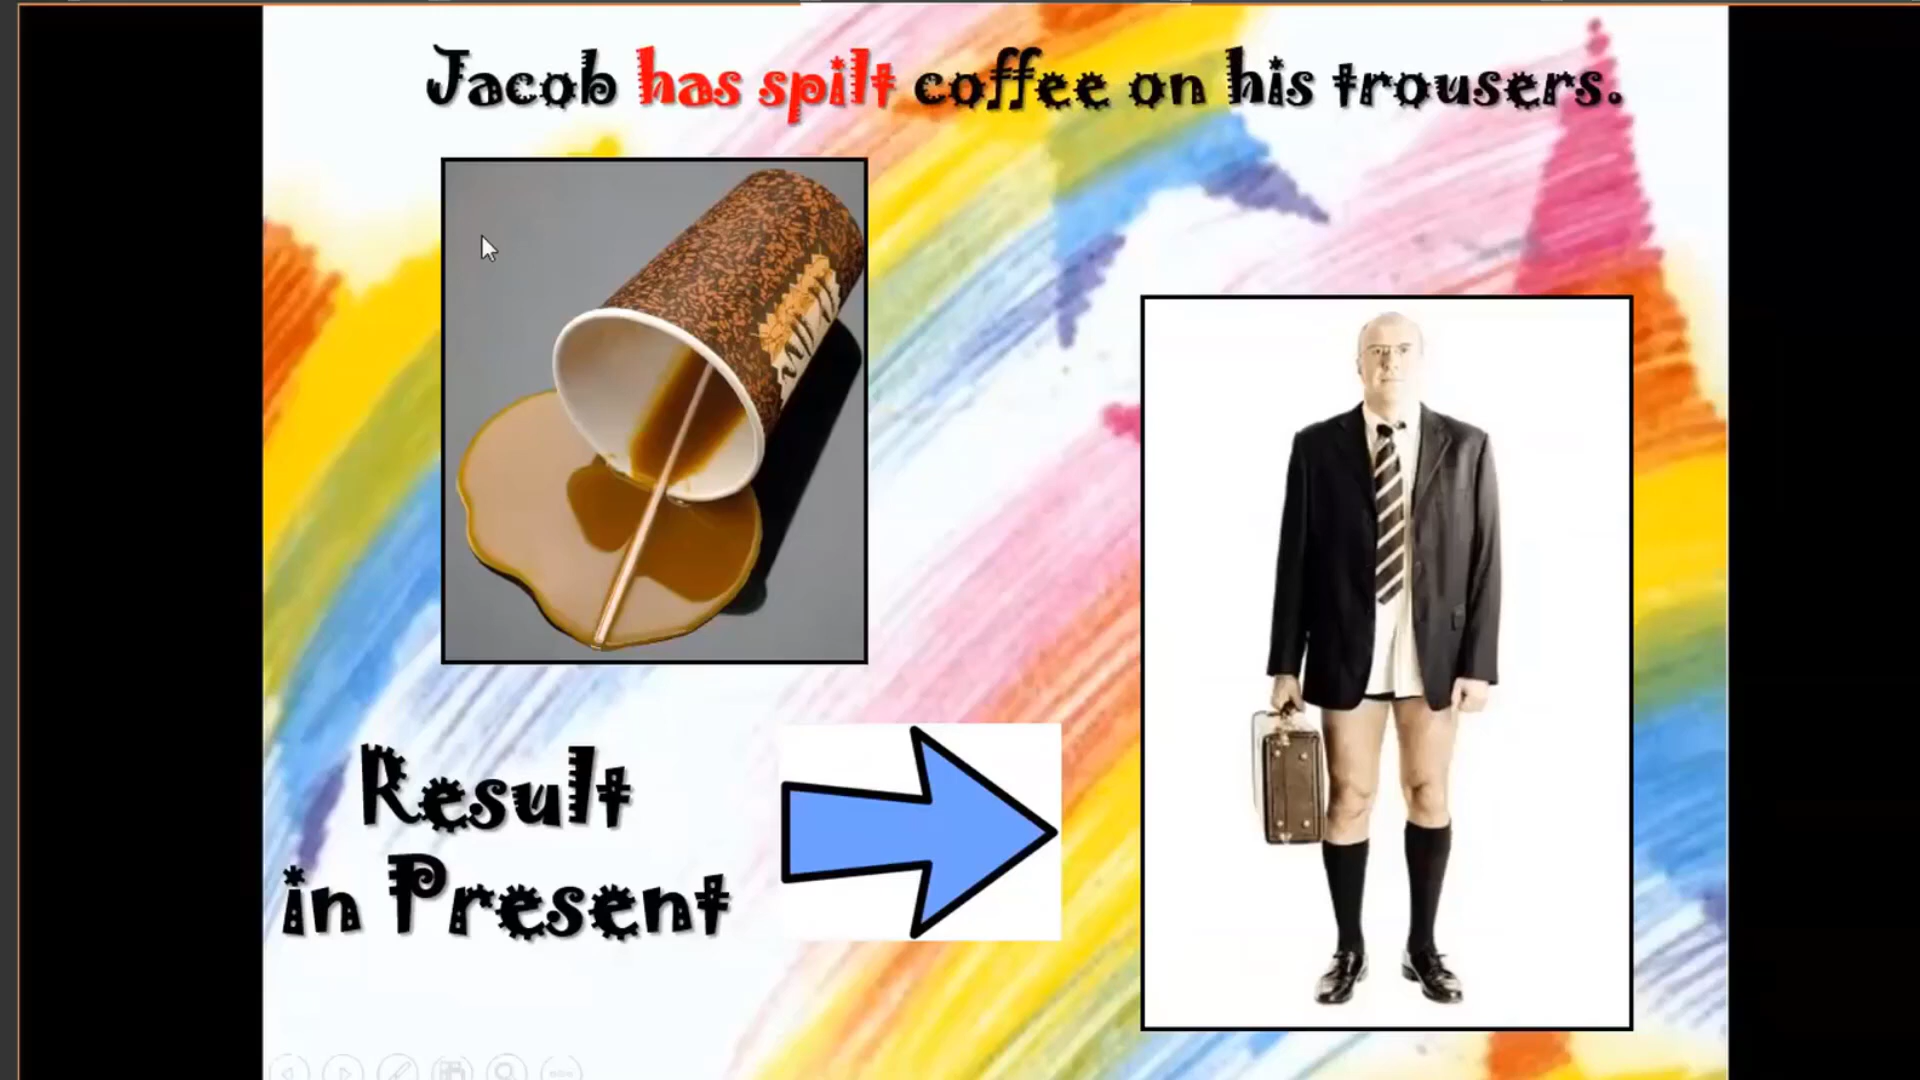 Jacob has spilt coffee on his trousers.
Result
in Present